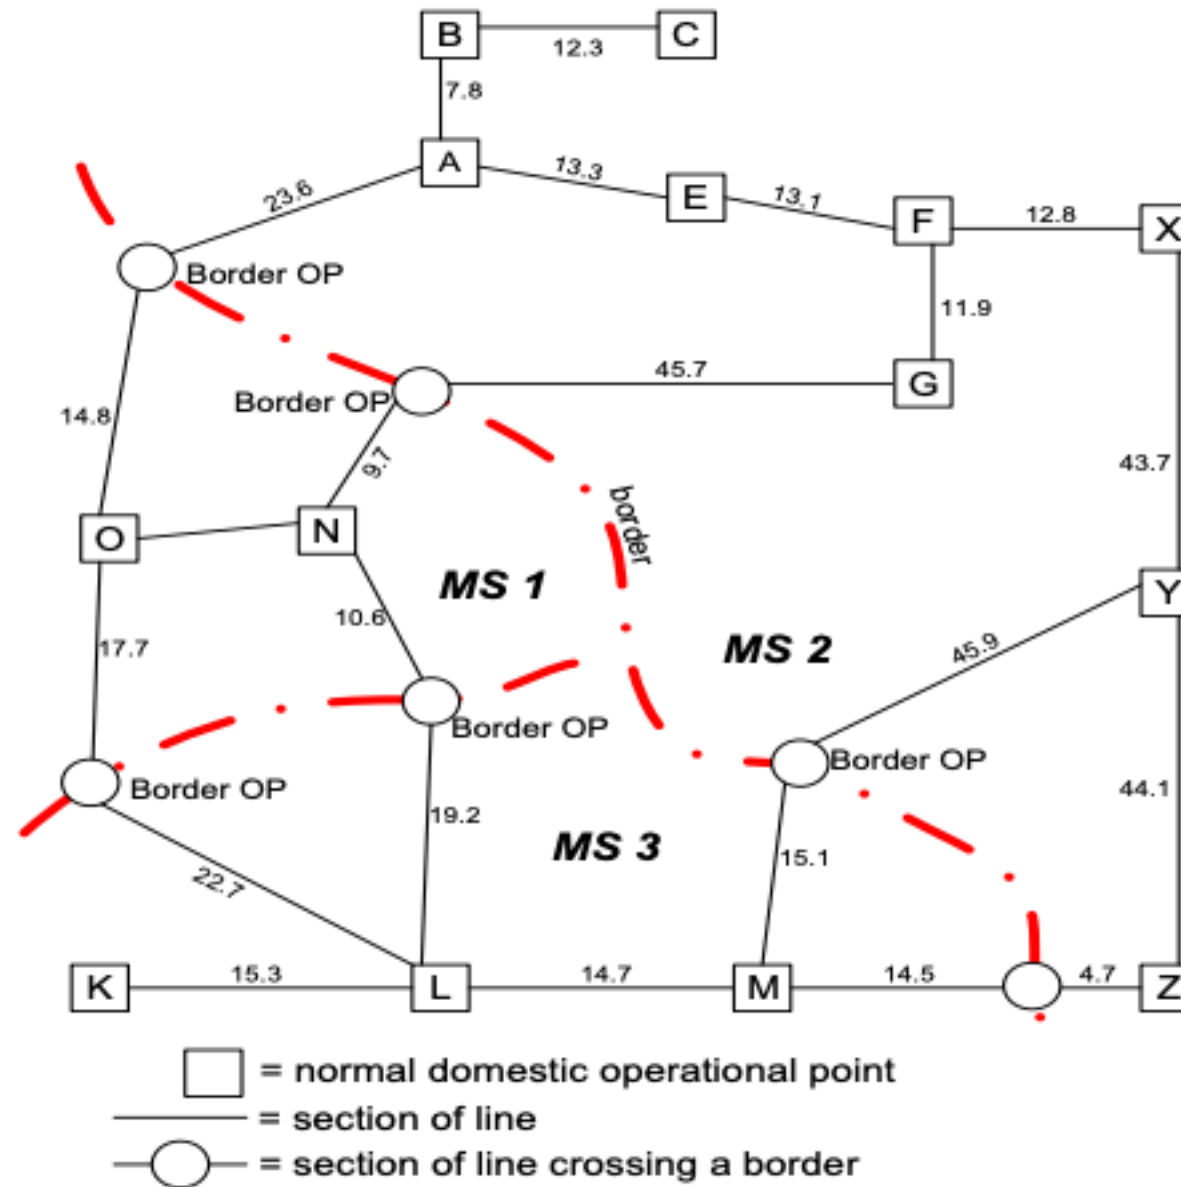 B
C
12.3
7.8
A
13.3
E
13.1
F
12.8
X
23.6
Border OP
11.9
45.7
G
Border OP
14.8
9.7
43.7
border
O
N
MS 1
10.6
Y
17.7
MS 2
45.9
Border OP
Border OP
Border OP
44.1
19.2
MS 3
15.1
22.7
K
15.3
L
14.7
M
14.5
4.7
Z
= normal domestic operational point
= section of line
= section of line crossing a border